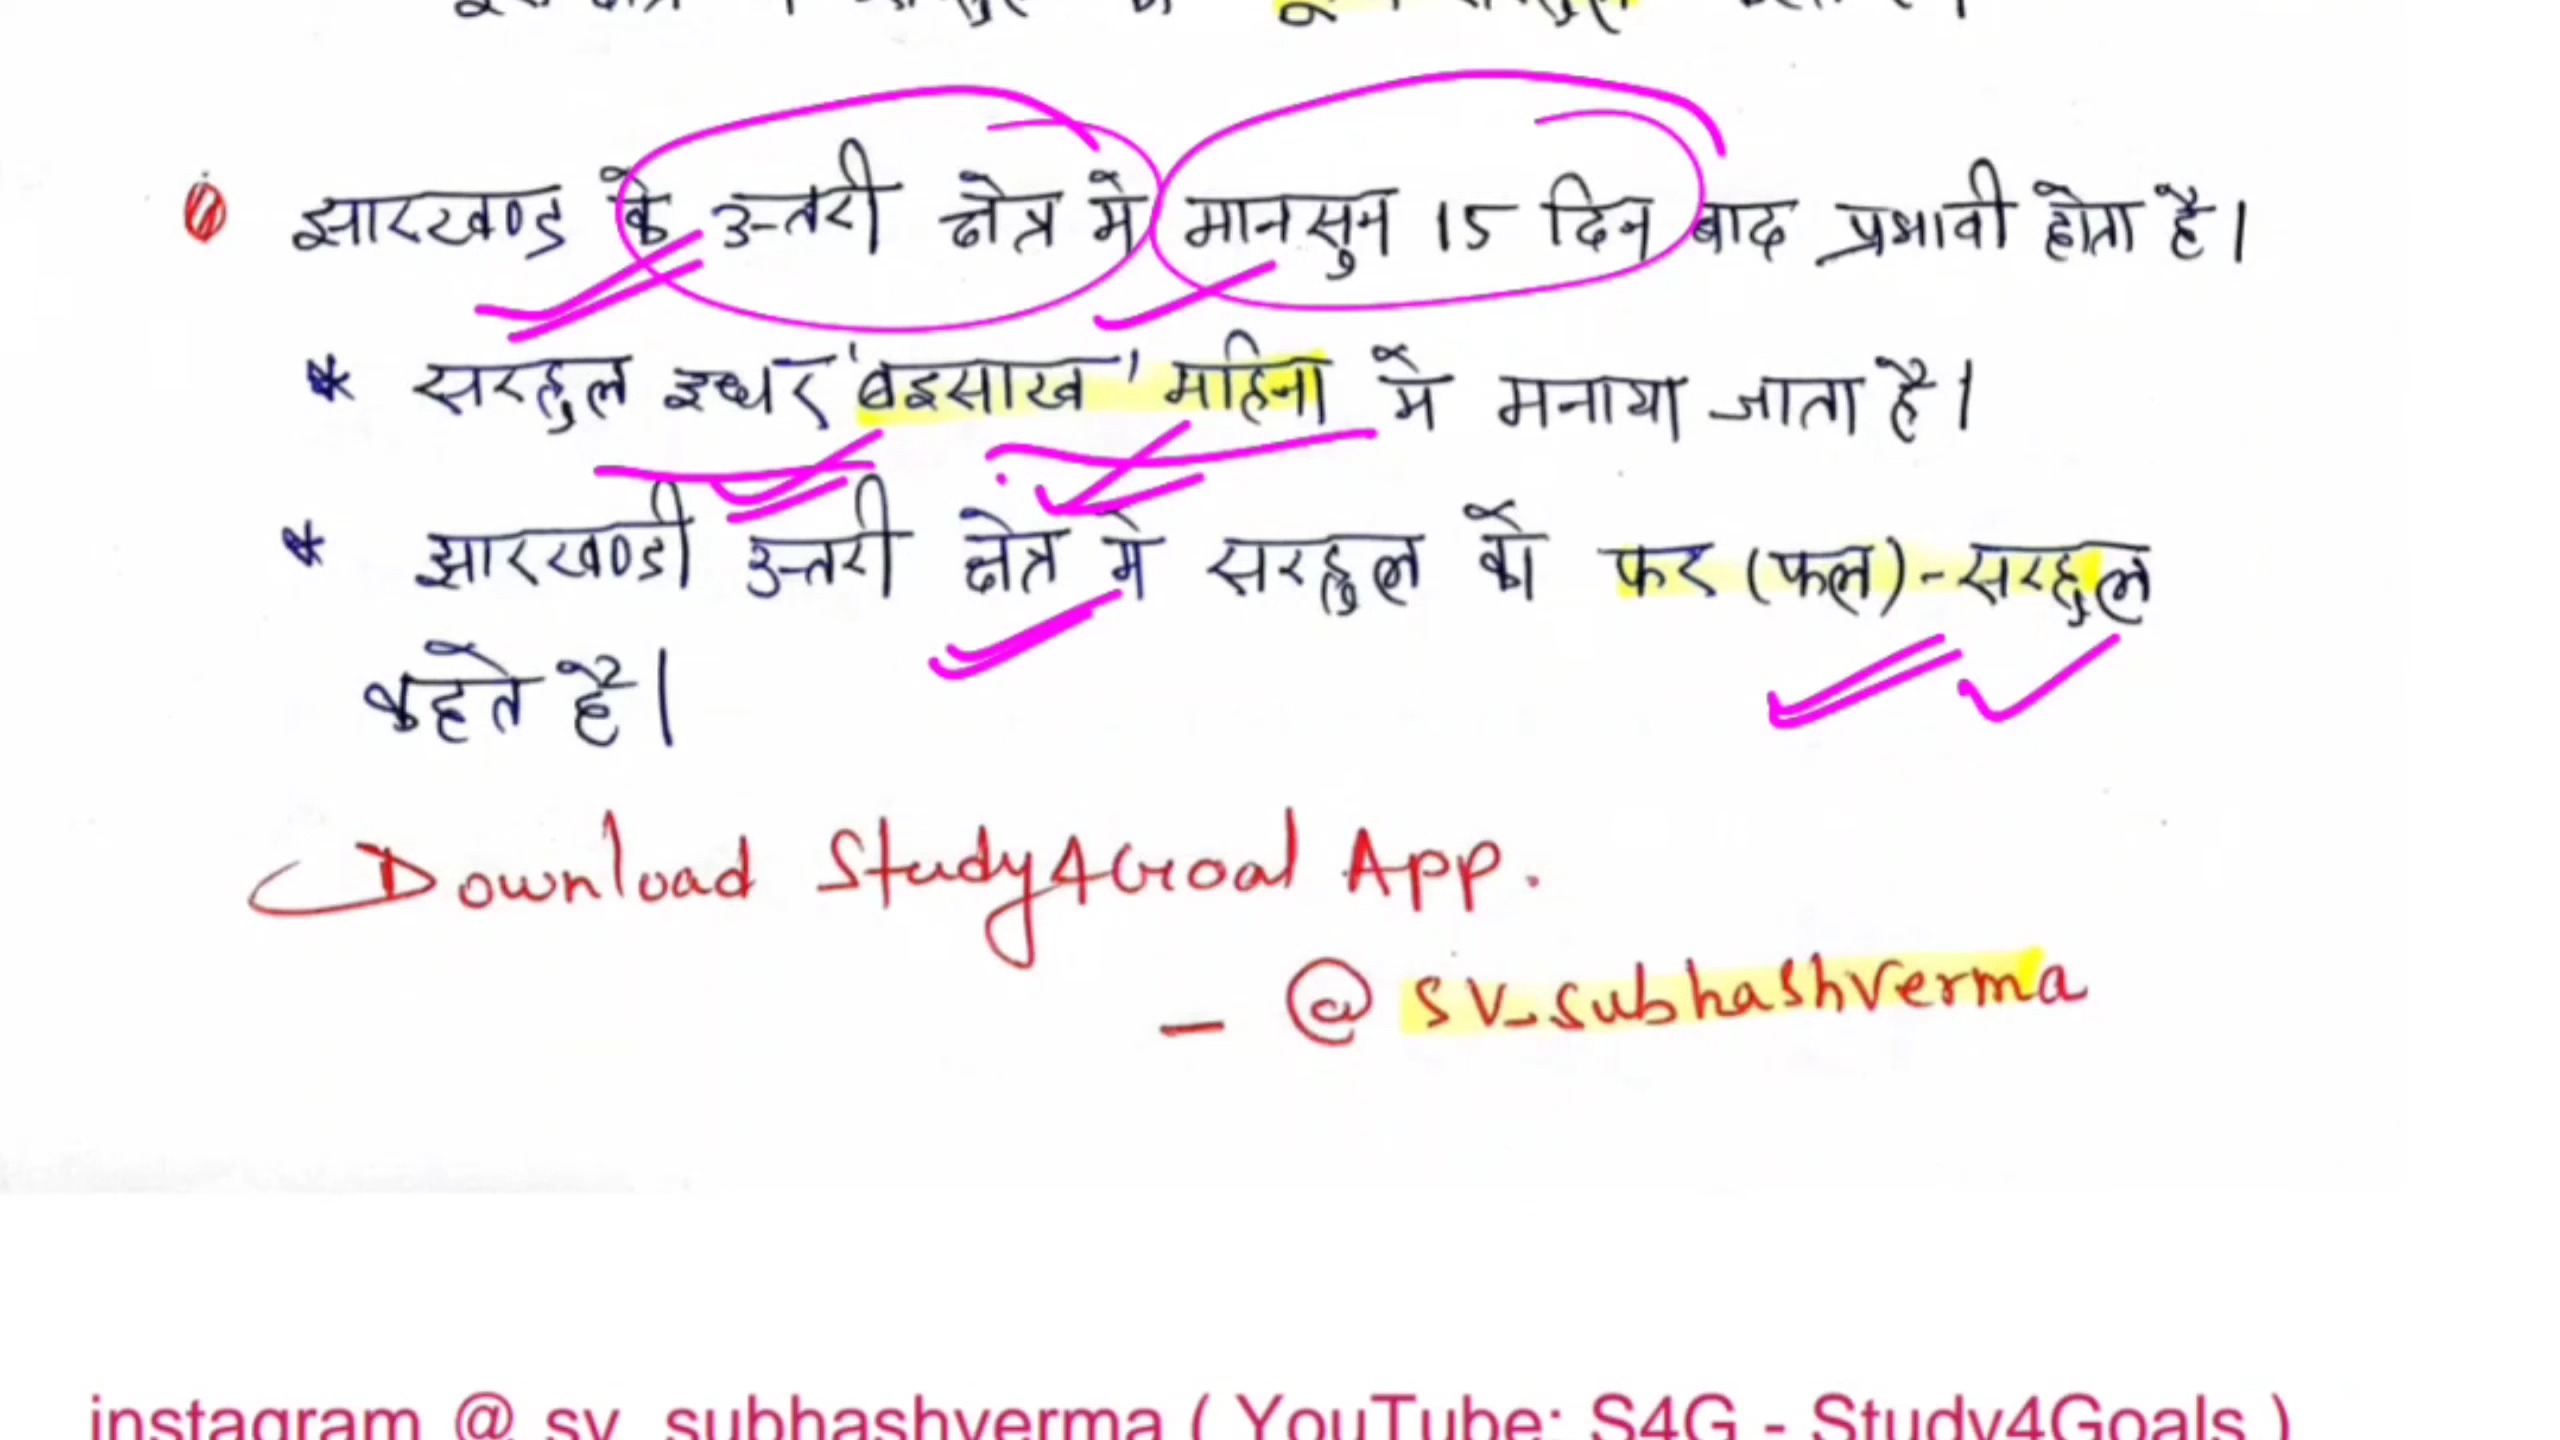 झारखण्ड के उत्तरी क्षेत्र में मानसुन 15 दिन बाद प्रभावी होता है।
* सरहुल इधर 'बइसाख' महिना में मनाया जाता है।
* झारखण्डी उत्तरी क्षेत्र में सरहुल को फर (फल)-सरहुल
कहते है।
Download Study4Goal App.
- @ sv_subhashverma
instagram @ sv_subhashverma ( YouTube: S4G - Study4Goals )